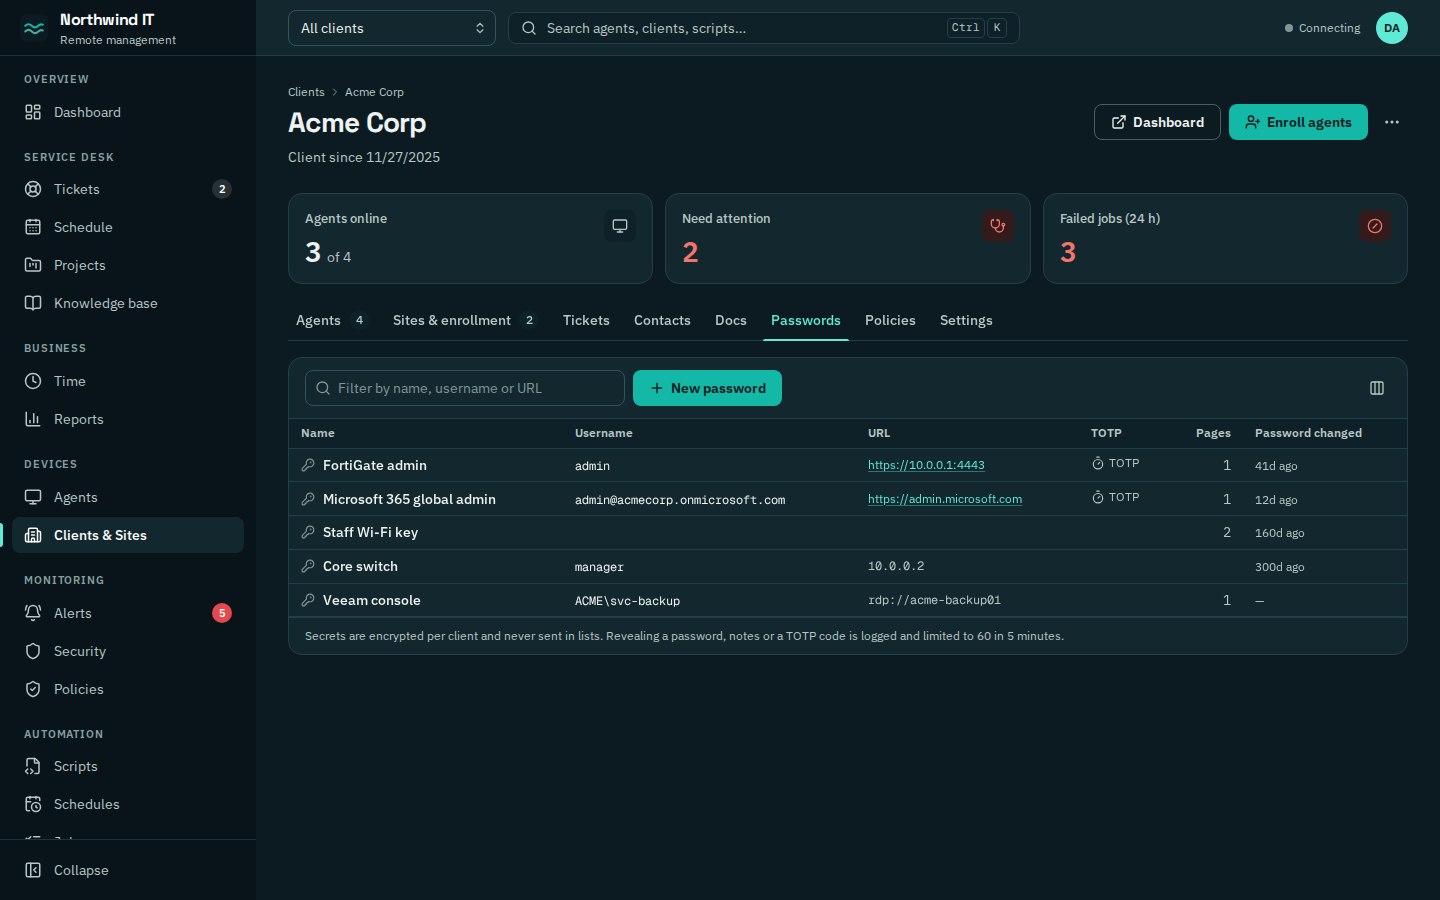 Northwind IT
Remote management
All clients
Search agents, clients, scripts...
Ctrl K
Connecting
DA
OVERVIEW
Dashboard
SERVICE DESK
Tickets 2
Schedule
Projects
Knowledge base
BUSINESS
Time
Reports
DEVICES
Agents
Clients & Sites
MONITORING
Alerts 5
Security
Policies
AUTOMATION
Scripts
Schedules
Collapse
Clients > Acme Corp
Acme Corp
Client since 11/27/2025
Dashboard
Enroll agents
Agents online
3 of 4
Need attention
2
Failed jobs (24 h)
3
Agents 4 Sites & enrollment 2 Tickets Contacts Docs Passwords Policies Settings
Filter by name, username or URL
New password
Name Username URL TOTP Pages Password changed
FortiGate admin admin https://10.0.0.1:4443 TOTP 1 41d ago
Microsoft 365 global admin admin@acmecorp.onmicrosoft.com https://admin.microsoft.com TOTP 1 12d ago
Staff Wi-Fi key 2 160d ago
Core switch manager 10.0.0.2 300d ago
Veeam console ACME\svc-backup rdp://acme-backup01 1 —
Secrets are encrypted per client and never sent in lists. Revealing a password, notes or a TOTP code is logged and limited to 60 in 5 minutes.